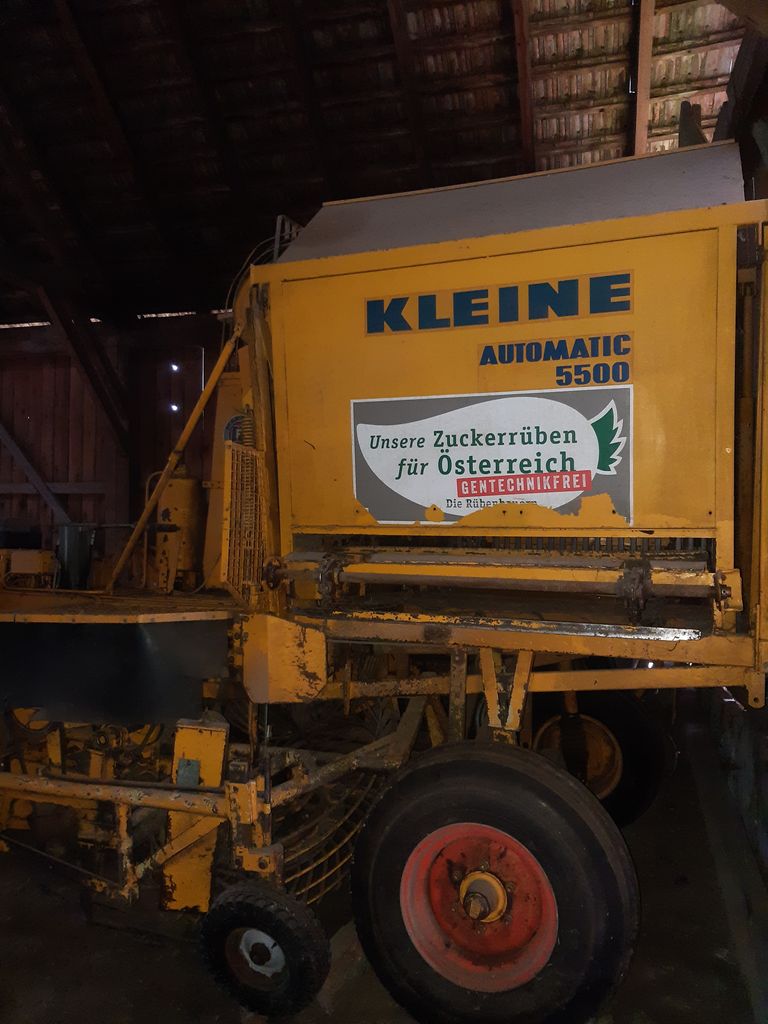 KLEINE
AUTOMATIC
5500
Unsere Zuckerrüben
für Österreich
GENTECHNIKFREI
Die Rübenbauern